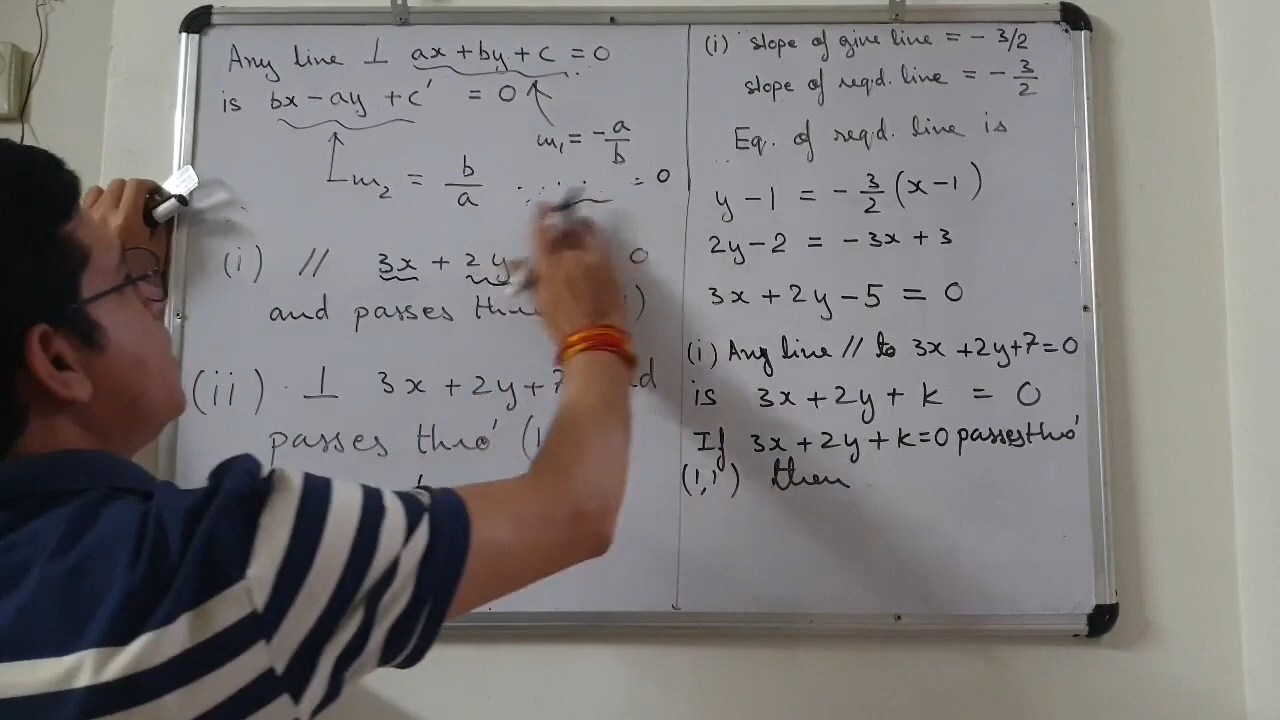 Any line ⊥ ax + by + c = 0
is bx - ay + c' = 0
m₁ = -a/b
m₂ = b/a
= 0
(i) // 3x + 2y 0
and passes )
(ii) ⊥ 3x + 2y + 7
passes thro' (1
(i) slope of give line = - 3/2
slope of reqd. line = - 3/2
Eq. of reqd. line is
y - 1 = - 3/2 (x - 1)
2y - 2 = - 3x + 3
3x + 2y - 5 = 0
(i) Any line // to 3x + 2y + 7 = 0
is 3x + 2y + k = 0
If 3x + 2y + k = 0 passes thro'
(1,1) then